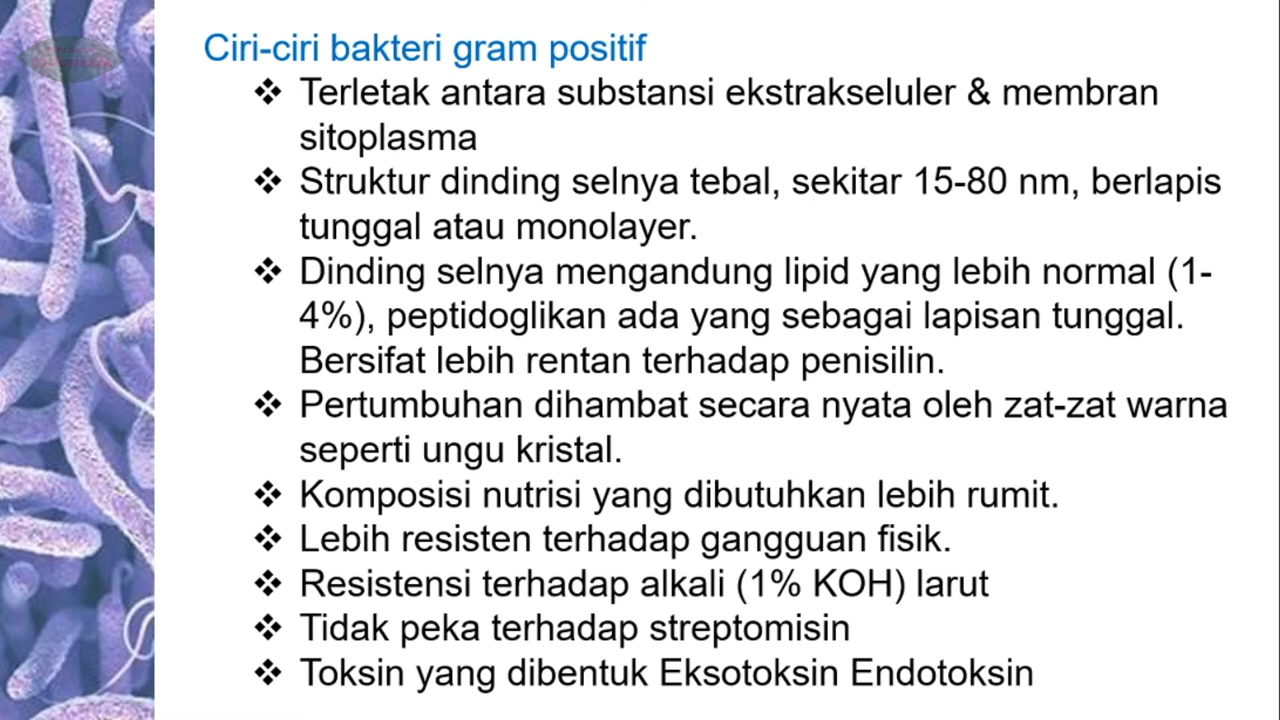 Ciri-ciri bakteri gram positif
❖ Terletak antara substansi ekstrakseluler & membran
sitoplasma
❖ Struktur dinding selnya tebal, sekitar 15-80 nm, berlapis
tunggal atau monolayer.
❖ Dinding selnya mengandung lipid yang lebih normal (1-
4%), peptidoglikan ada yang sebagai lapisan tunggal.
Bersifat lebih rentan terhadap penisilin.
❖ Pertumbuhan dihambat secara nyata oleh zat-zat warna
seperti ungu kristal.
❖ Komposisi nutrisi yang dibutuhkan lebih rumit.
❖ Lebih resisten terhadap gangguan fisik.
❖ Resistensi terhadap alkali (1% KOH) larut
❖ Tidak peka terhadap streptomisin
❖ Toksin yang dibentuk Eksotoksin Endotoksin